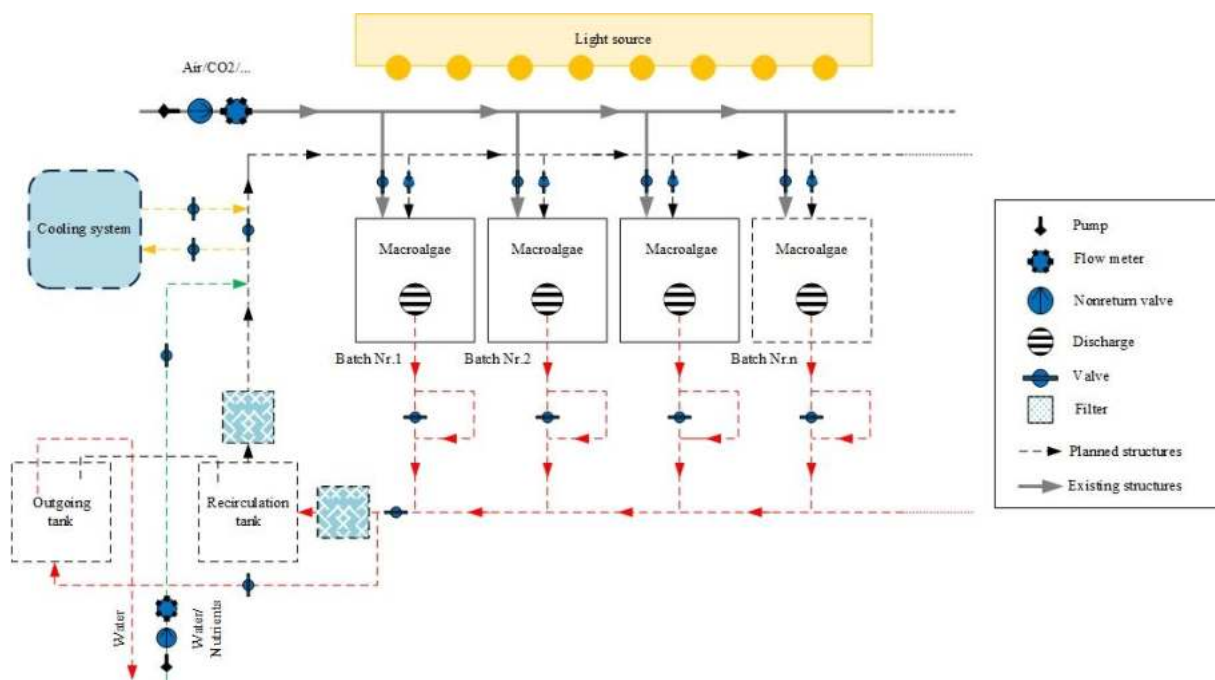 Light source
Air/CO2/...
Cooling system
Macroalgae
Macroalgae
Macroalgae
Macroalgae
Batch Nr.1
Batch Nr.2
Batch Nr.n
Outgoing
tank
Recirculation
tank
Water
Water/
Nutrients
Pump
Flow meter
Nonreturn valve
Discharge
Valve
Filter
Planned structures
Existing structures